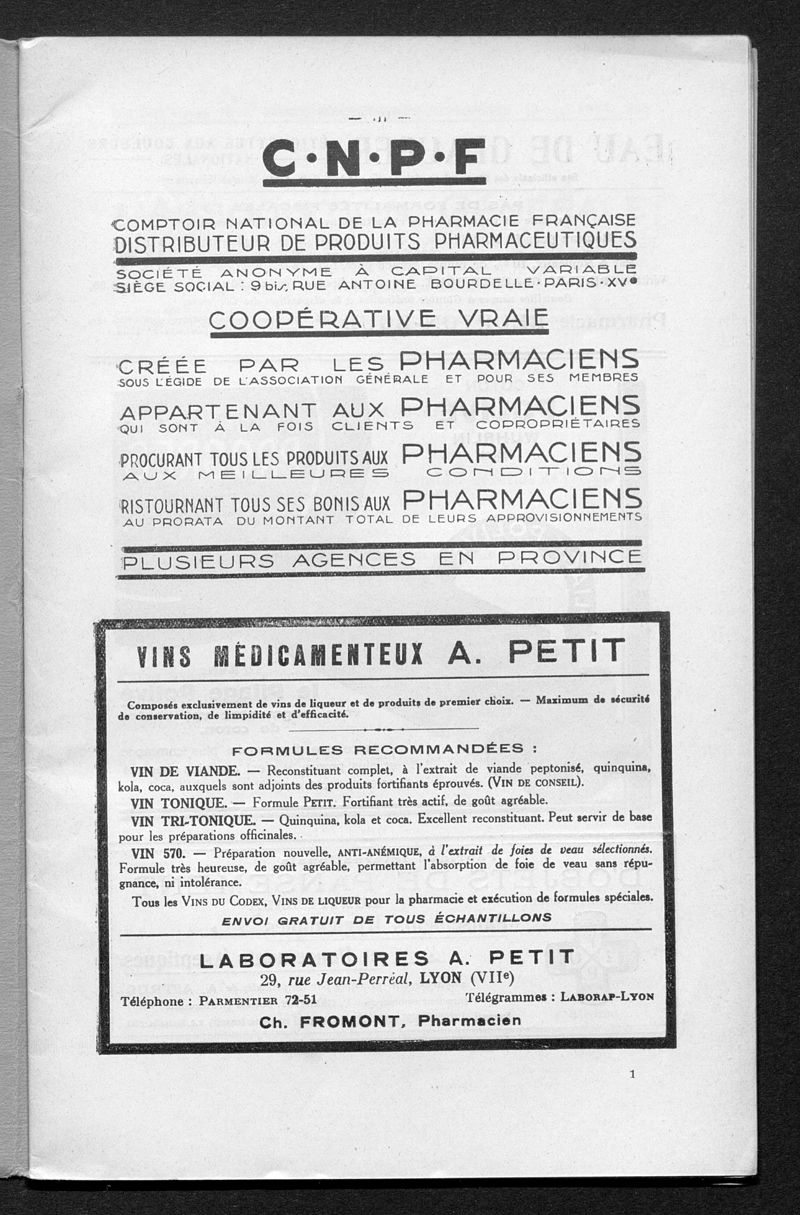 C·N·P·F
COMPTOIR NATIONAL DE LA PHARMACIE FRANÇAISE
DISTRIBUTEUR DE PRODUITS PHARMACEUTIQUES
SOCIÉTÉ ANONYME À CAPITAL VARIABLE
SIÈGE SOCIAL : 9 bis, RUE ANTOINE BOURDELLE · PARIS · XVe
COOPÉRATIVE VRAIE
CRÉÉE PAR LES PHARMACIENS
SOUS L'ÉGIDE DE L'ASSOCIATION GÉNÉRALE ET POUR SES MEMBRES
APPARTENANT AUX PHARMACIENS
QUI SONT À LA FOIS CLIENTS ET COPROPRIÉTAIRES
PROCURANT TOUS LES PRODUITS AUX PHARMACIENS
AUX MEILLEURES CONDITIONS
RISTOURNANT TOUS SES BONIS AUX PHARMACIENS
AU PRORATA DU MONTANT TOTAL DE LEURS APPROVISIONNEMENTS
PLUSIEURS AGENCES EN PROVINCE
VINS MÉDICAMENTEUX A. PETIT
Composés exclusivement de vins de liqueur et de produits de premier choix. — Maximum de sécurité
de conservation, de limpidité et d'efficacité.
FORMULES RECOMMANDÉES :
VIN DE VIANDE. — Reconstituant complet, à l'extrait de viande peptonisé, quinquina,
kola, coca, auxquels sont adjoints des produits fortifiants éprouvés. (VIN DE CONSEIL).
VIN TONIQUE. — Formule PETIT. Fortifiant très actif, de goût agréable.
VIN TRI-TONIQUE. — Quinquina, kola et coca. Excellent reconstituant. Peut servir de base
pour les préparations officinales.
VIN 570. — Préparation nouvelle, ANTI-ANÉMIQUE, à l'extrait de foies de veau sélectionnés.
Formule très heureuse, de goût agréable, permettant l'absorption de foie de veau sans répu-
gnance, ni intolérance.
Tous les VINS DU CODEX, VINS DE LIQUEUR pour la pharmacie et exécution de formules spéciales.
ENVOI GRATUIT DE TOUS ÉCHANTILLONS
LABORATOIRES A. PETIT
29, rue Jean-Perréal, LYON (VIIe)
Téléphone : PARMENTIER 72-51 Télégrammes : LABORAP-LYON
Ch. FROMONT, Pharmacien
1